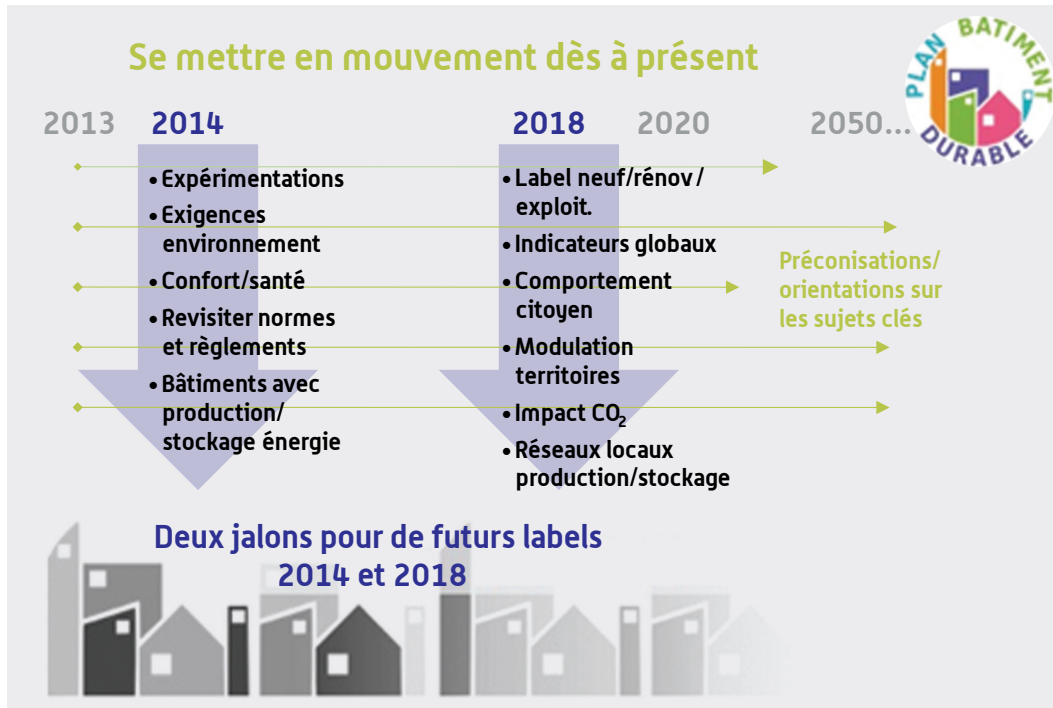 Se mettre en mouvement dès à présent
PLAN BATIMENT DURABLE
2013 2014 2018 2020 2050...
• Expérimentations
• Exigences
environnement
• Confort/santé
• Revisiter normes
et règlements
• Bâtiments avec
production/
stockage énergie
• Label neuf/rénov/
exploit.
• Indicateurs globaux
• Comportement
citoyen
• Modulation
territoires
• Impact CO₂
• Réseaux locaux
production/stockage
Préconisations/
orientations sur
les sujets clés
Deux jalons pour de futurs labels
2014 et 2018